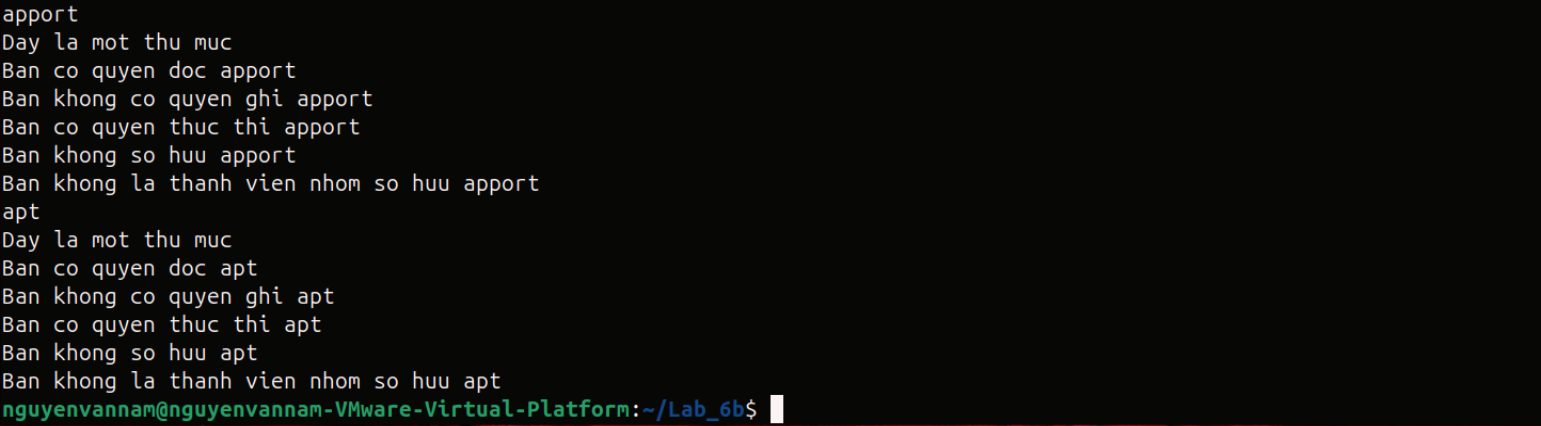 apport
Day la mot thu muc
Ban co quyen doc apport
Ban khong co quyen ghi apport
Ban co quyen thuc thi apport
Ban khong so huu apport
Ban khong la thanh vien nhom so huu apport
apt
Day la mot thu muc
Ban co quyen doc apt
Ban khong co quyen ghi apt
Ban co quyen thuc thi apt
Ban khong so huu apt
Ban khong la thanh vien nhom so huu apt
nguyenvannam@nguyenvannam-VMware-Virtual-Platform:~/Lab_6b$